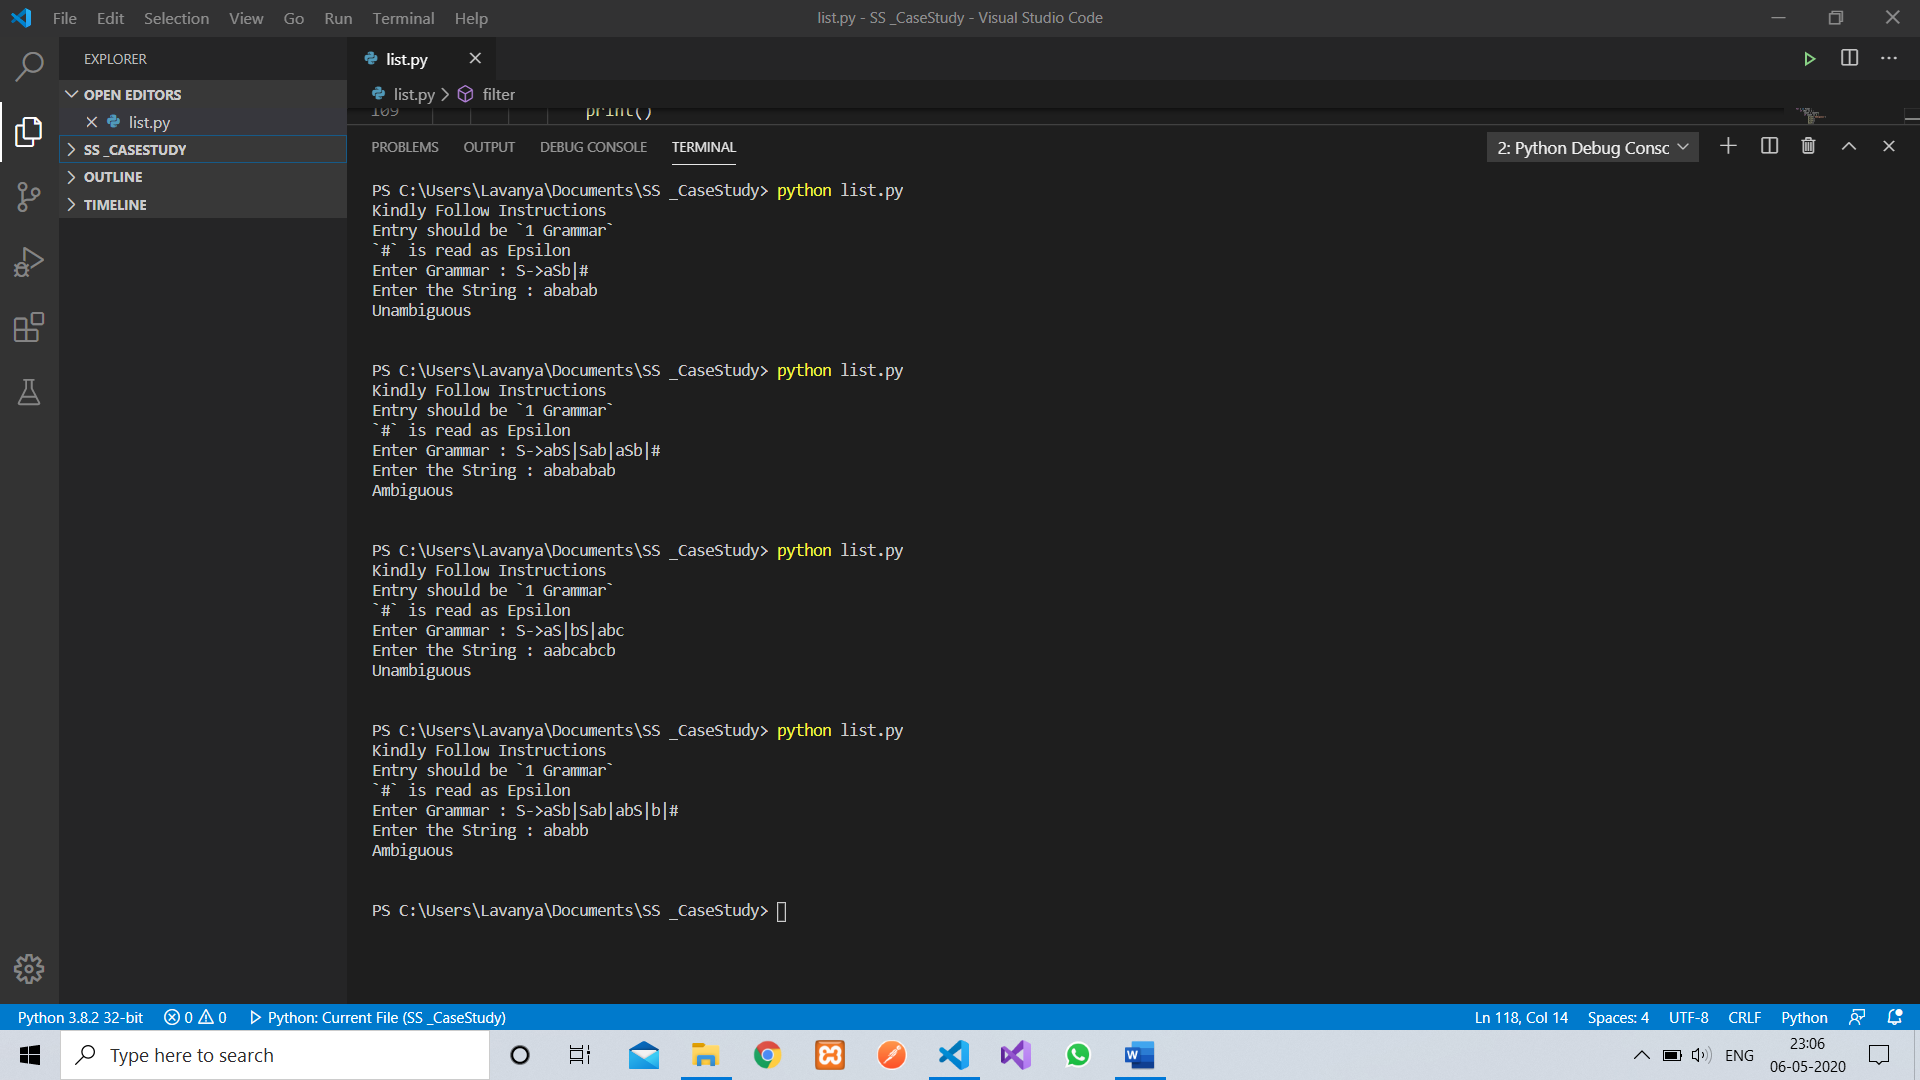 File Edit Selection View Go Run Terminal Help
list.py - SS _CaseStudy - Visual Studio Code
EXPLORER
OPEN EDITORS
list.py
SS _CASESTUDY
OUTLINE
TIMELINE
list.py
list.py > filter
109 print()
PROBLEMS OUTPUT DEBUG CONSOLE TERMINAL
2: Python Debug Consc
PS C:\Users\Lavanya\Documents\SS _CaseStudy> python list.py
Kindly Follow Instructions
Entry should be `1 Grammar`
`#` is read as Epsilon
Enter Grammar : S->aSb|#
Enter the String : ababab
Unambiguous
PS C:\Users\Lavanya\Documents\SS _CaseStudy> python list.py
Kindly Follow Instructions
Entry should be `1 Grammar`
`#` is read as Epsilon
Enter Grammar : S->abS|Sab|aSb|#
Enter the String : abababab
Ambiguous
PS C:\Users\Lavanya\Documents\SS _CaseStudy> python list.py
Kindly Follow Instructions
Entry should be `1 Grammar`
`#` is read as Epsilon
Enter Grammar : S->aS|bS|abc
Enter the String : aabcabcb
Unambiguous
PS C:\Users\Lavanya\Documents\SS _CaseStudy> python list.py
Kindly Follow Instructions
Entry should be `1 Grammar`
`#` is read as Epsilon
Enter Grammar : S->aSb|Sab|abS|b|#
Enter the String : ababb
Ambiguous
PS C:\Users\Lavanya\Documents\SS _CaseStudy>
Python 3.8.2 32-bit 0 0 Python: Current File (SS _CaseStudy)
Ln 118, Col 14 Spaces: 4 UTF-8 CRLF Python
Type here to search
ENG
23:06
06-05-2020